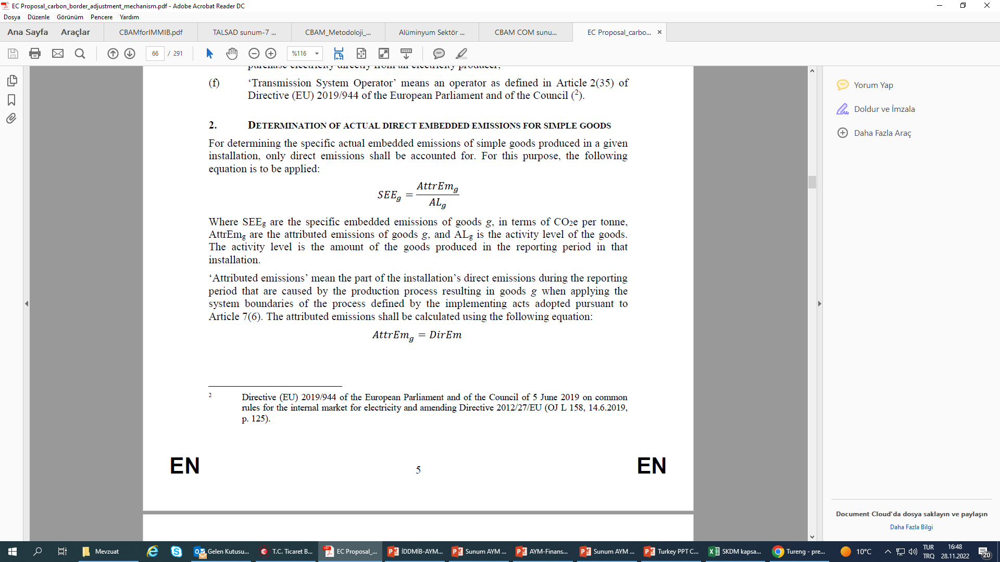 EC Proposal_carbon_border_adjustment_mechanism.pdf - Adobe Acrobat Reader DC
Dosya Düzenle Görünüm Pencere Yardım
Ana Sayfa Araçlar CBAMforIMMIB.pdf TALSAD sunum-7 ... CBAM_Metodoloji_... Alüminyum Sektör ... CBAM COM sunu... EC Proposal_carbo... ×
66 / 291 %116
purchase electricity directly from an electricity producer;
(f) ‘Transmission System Operator’ means an operator as defined in Article 2(35) of
Directive (EU) 2019/944 of the European Parliament and of the Council (²).
2. DETERMINATION OF ACTUAL DIRECT EMBEDDED EMISSIONS FOR SIMPLE GOODS
For determining the specific actual embedded emissions of simple goods produced in a given
installation, only direct emissions shall be accounted for. For this purpose, the following
equation is to be applied:
SEEg = AttrEmg / ALg
Where SEEg are the specific embedded emissions of goods g, in terms of CO2e per tonne,
AttrEmg are the attributed emissions of goods g, and ALg is the activity level of the goods.
The activity level is the amount of the goods produced in the reporting period in that
installation.
‘Attributed emissions’ mean the part of the installation’s direct emissions during the reporting
period that are caused by the production process resulting in goods g when applying the
system boundaries of the process defined by the implementing acts adopted pursuant to
Article 7(6). The attributed emissions shall be calculated using the following equation:
AttrEmg = DirEm
2 Directive (EU) 2019/944 of the European Parliament and of the Council of 5 June 2019 on common
rules for the internal market for electricity and amending Directive 2012/27/EU (OJ L 158, 14.6.2019,
p. 125).
EN 5 EN
Yorum Yap
Doldur ve İmzala
Daha Fazla Araç
Document Cloud'da dosya saklayın ve paylaşın
Daha Fazla Bilgi
Mevzuat Gelen Kutusu... T.C. Ticaret B... EC Proposal_... İDDMİB-AYM... Sunum AYM ... AYM-Finans... Sunum AYM ... Turkey PPT C... SKDM kapsa... Tureng - pre... 10°C TUR 16:48
TRQ 28.11.2022 20